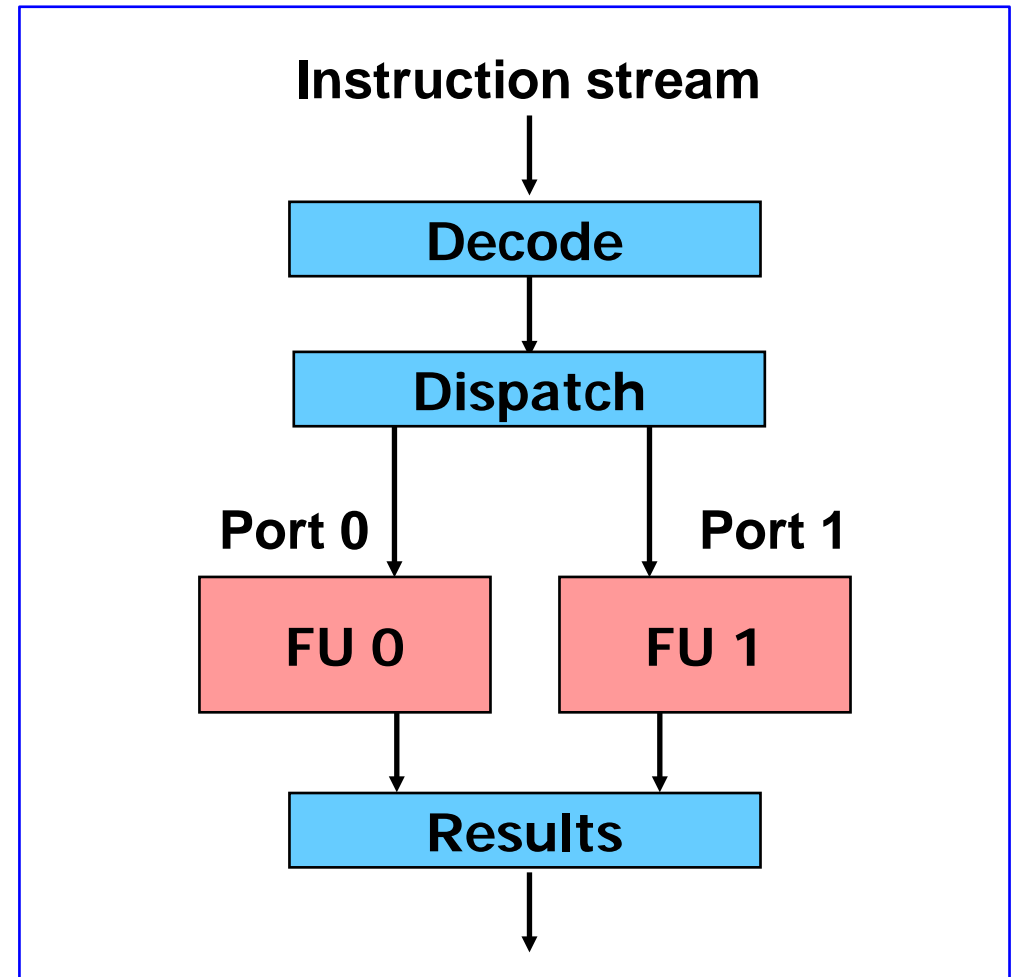 Instruction stream
Decode
Dispatch
Port 0 Port 1
FU 0 FU 1
Results